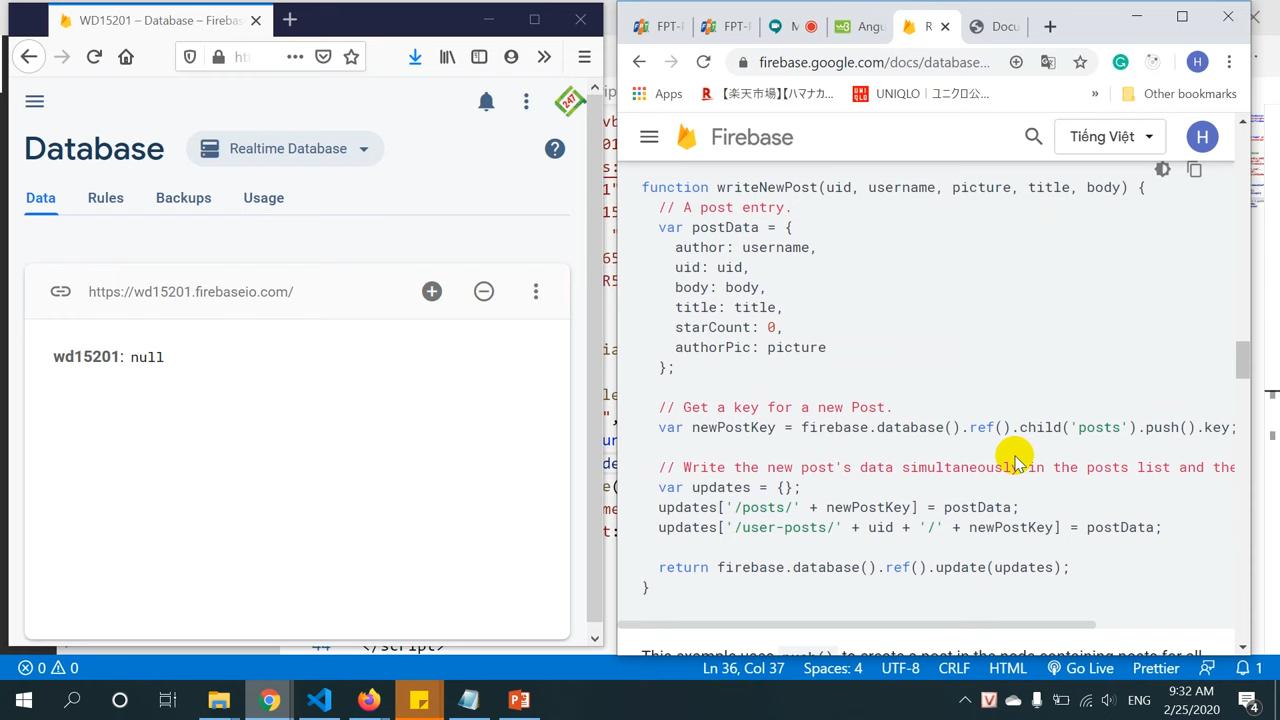 WD15201 – Database – Firebas
htt
Database
Realtime Database
Data
Rules
Backups
Usage
247
https://wd15201.firebaseio.com/
wd15201: null
FPT-I
FPT-I
M
Angu
R
Docu
firebase.google.com/docs/database...
H
Apps
【楽天市場】【ハマナカ...
UNIQLO｜ユニクロ公...
»
Other bookmarks
Firebase
Tiếng Việt
H
function writeNewPost(uid, username, picture, title, body) {
// A post entry.
var postData = {
author: username,
uid: uid,
body: body,
title: title,
starCount: 0,
authorPic: picture
};
// Get a key for a new Post.
var newPostKey = firebase.database().ref().child('posts').push().key;
// Write the new post's data simultaneously in the posts list and the
var updates = {};
updates['/posts/' + newPostKey] = postData;
updates['/user-posts/' + uid + '/' + newPostKey] = postData;
return firebase.database().ref().update(updates);
}
44 </script>
0 0
Ln 36, Col 37
Spaces: 4
UTF-8
CRLF
HTML
Go Live
Prettier
1
ENG
9:32 AM
2/25/2020
4